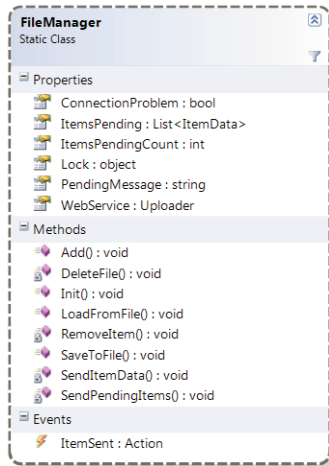 FileManager
Static Class
Properties
ConnectionProblem : bool
ItemsPending : List<ItemData>
ItemsPendingCount : int
Lock : object
PendingMessage : string
WebService : Uploader
Methods
Add() : void
DeleteFile() : void
Init() : void
LoadFromFile() : void
RemoveItem() : void
SaveToFile() : void
SendItemData() : void
SendPendingItems() : void
Events
ItemSent : Action